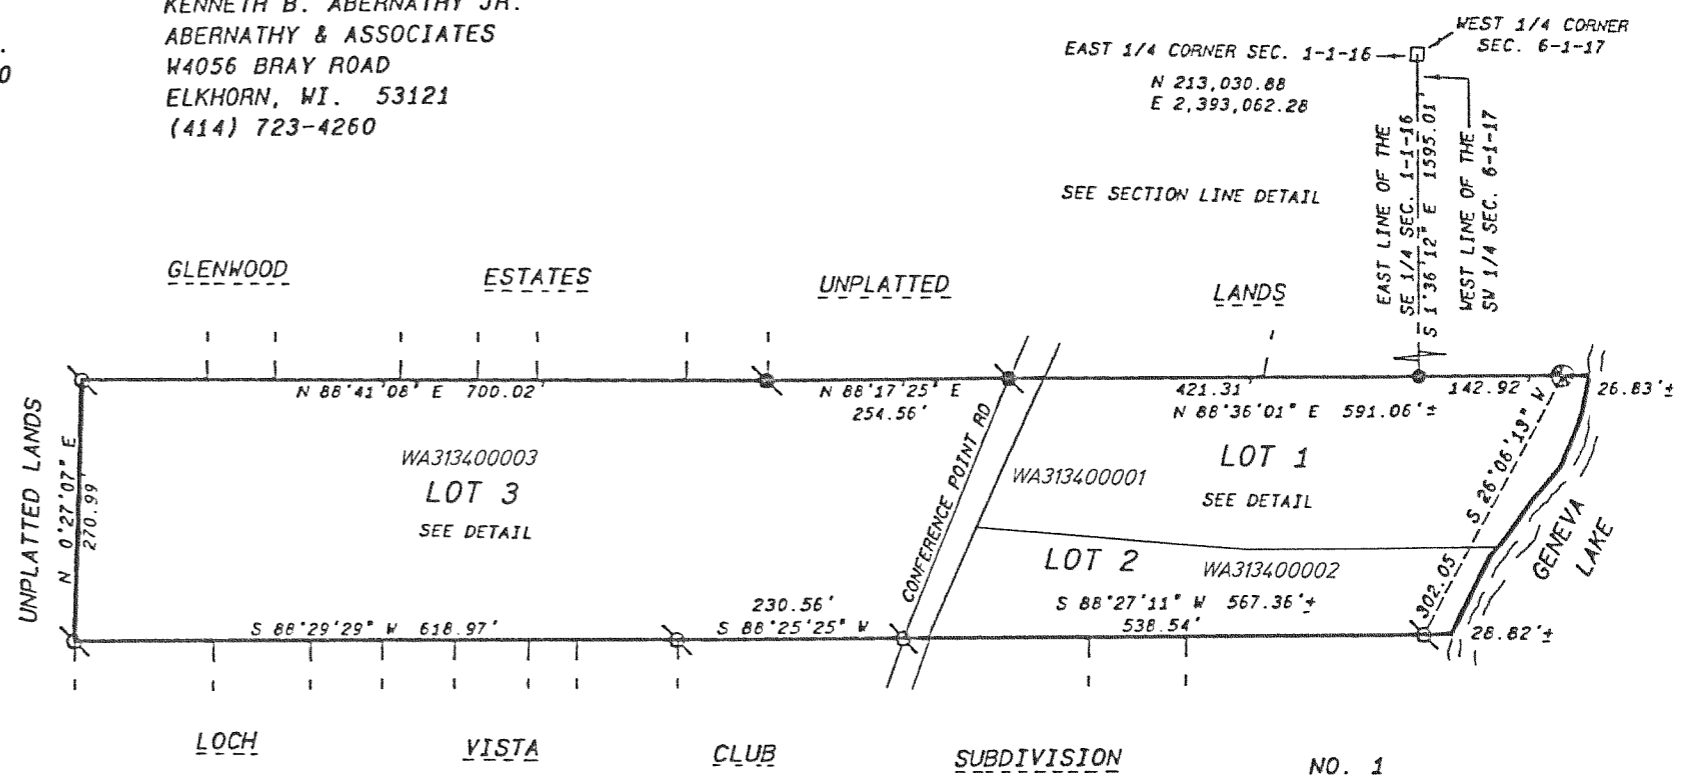 KENNETH B. ABERNATHY JR.
ABERNATHY & ASSOCIATES
W4056 BRAY ROAD
ELKHORN, WI. 53121
(414) 723-4260
.
0
WEST 1/4 CORNER
SEC. 6-1-17
EAST 1/4 CORNER SEC. 1-1-16
N 213,030.88
E 2,393,062.28
EAST LINE OF THE
SE 1/4 SEC. 1-1-16
S 1°36'12" E 1595.01'
WEST LINE OF THE
SW 1/4 SEC. 6-1-17
SEE SECTION LINE DETAIL
GLENWOOD ESTATES UNPLATTED LANDS
N 88°41'08" E 700.02'
N 88°17'25" E
254.56'
421.31'
142.92'
26.83'±
N 88°36'01" E 591.06'±
UNPLATTED LANDS
N 0°27'07" E
270.99'
WA313400003
LOT 3
SEE DETAIL
CONFERENCE POINT RD
WA313400001
LOT 1
SEE DETAIL
S 26°06'13" W
302.05
GENEVA
LAKE
LOT 2
WA313400002
S 88°27'11" W 567.36'±
538.54'
28.82'±
230.56'
S 88°25'25" W
S 88°29'29" W 618.97'
LOCH VISTA CLUB SUBDIVISION NO. 1